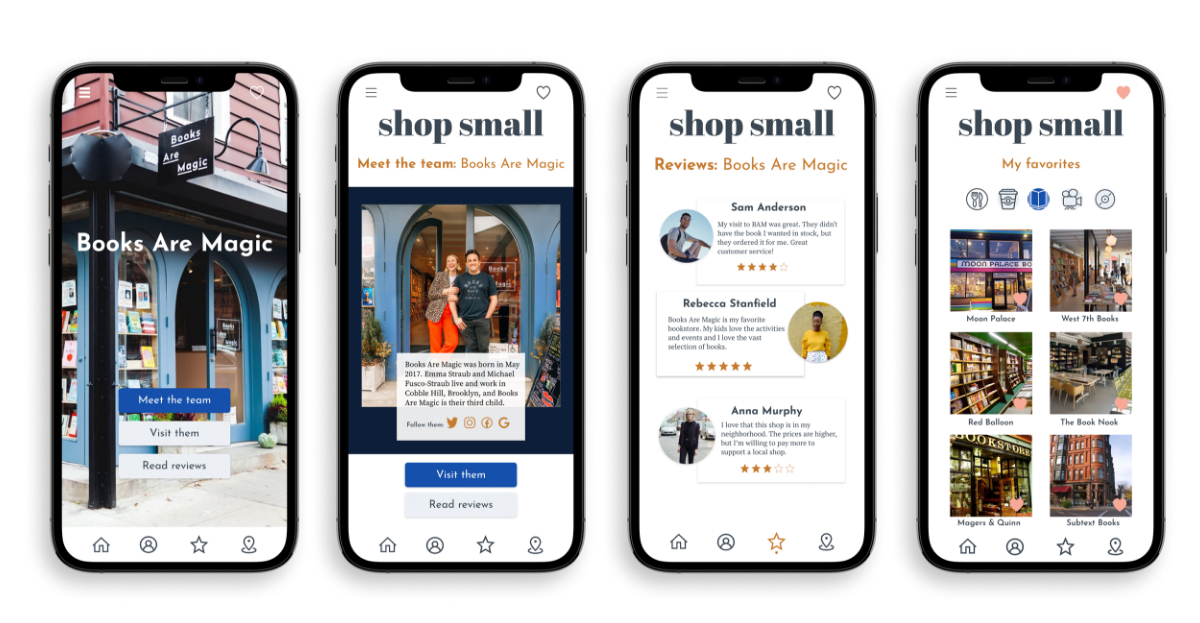 Books
Are
Magic
Books Are Magic
Meet the team
Visit them
Read reviews
shop small
Meet the team: Books Are Magic
Books Are Magic was born in May
2017. Emma Straub and Michael
Fusco-Straub live and work in
Cobble Hill, Brooklyn, and Books
Are Magic is their third child.
Follow them:
Visit them
Read reviews
shop small
Reviews: Books Are Magic
Sam Anderson
My visit to BAM was great. They didn't
have the book I wanted in stock, but
they ordered it for me. Great
customer service!
Rebecca Stanfield
Books Are Magic is my favorite
bookstore. My kids love the activities
and events and I love the vast
selection of books.
Anna Murphy
I love that this shop is in my
neighborhood. The prices are higher,
but I'm willing to pay more to
support a local shop.
shop small
My favorites
MOON PALACE BO
Moon Palace
West 7th Books
Red Balloon
The Book Nook
BOOKSTORE
Magers & Quinn
Subtext Books